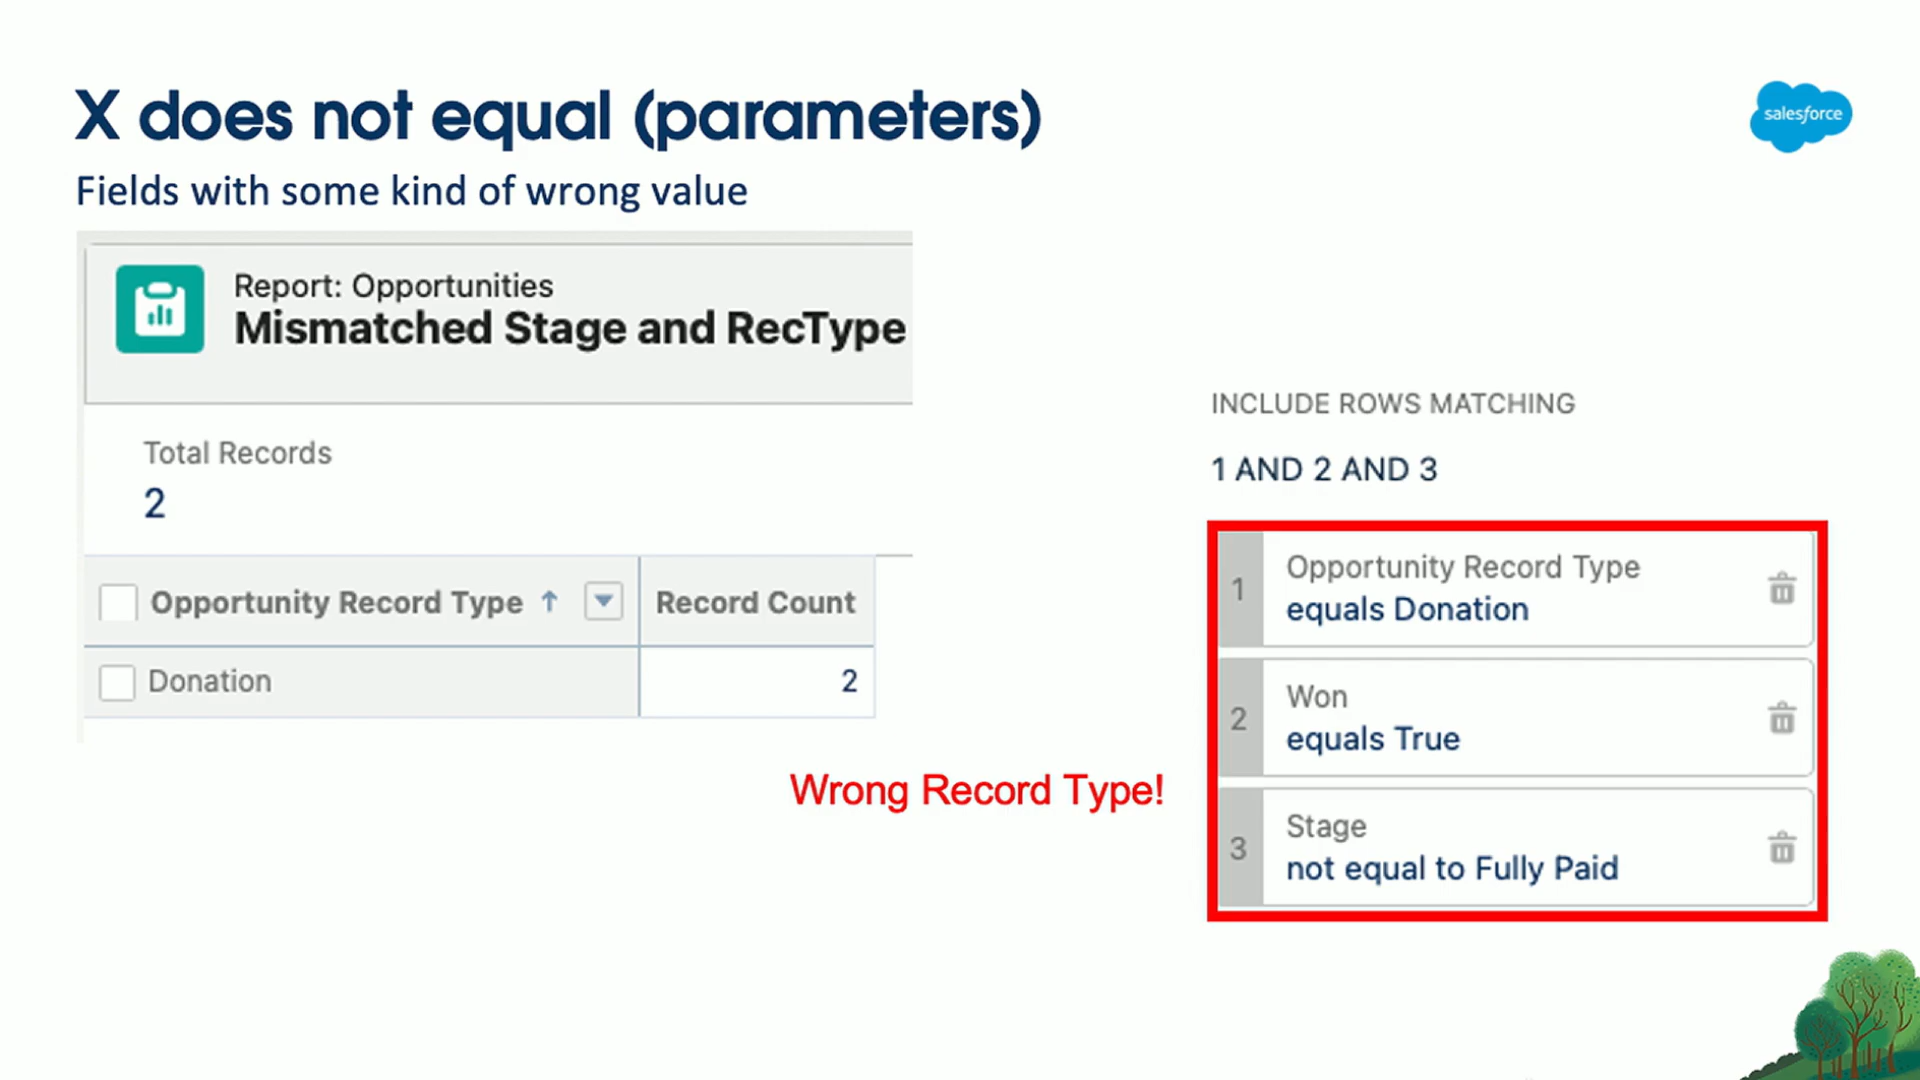 X does not equal (parameters)
salesforce
Fields with some kind of wrong value
Report: Opportunities
Mismatched Stage and RecType
Total Records
2
Opportunity Record Type ↑ Record Count
Donation 2
Wrong Record Type!
INCLUDE ROWS MATCHING
1 AND 2 AND 3
1
Opportunity Record Type
equals Donation
2
Won
equals True
3
Stage
not equal to Fully Paid